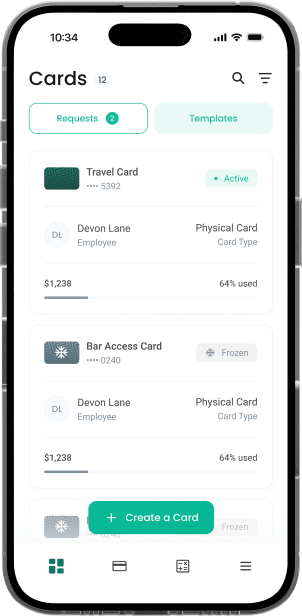 10:34
Cards 12
Requests 2
Templates
Travel Card
•••• 5392
Active
DL
Devon Lane
Employee
Physical Card
Card Type
$1,238
64% used
Bar Access Card
•••• 0240
Frozen
DL
Devon Lane
Employee
Physical Card
Card Type
$1,238
64% used
+ Create a Card
•••• 0240
Frozen